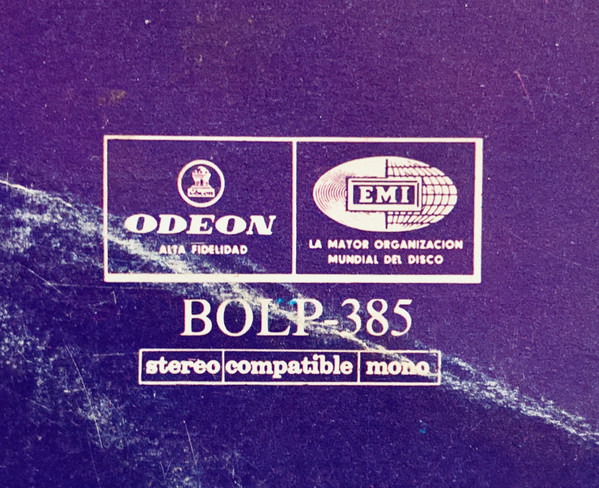 ODEON
ALTA FIDELIDAD
EMI
LA MAYOR ORGANIZACION
MUNDIAL DEL DISCO
BOLP-385
stereo compatible mono